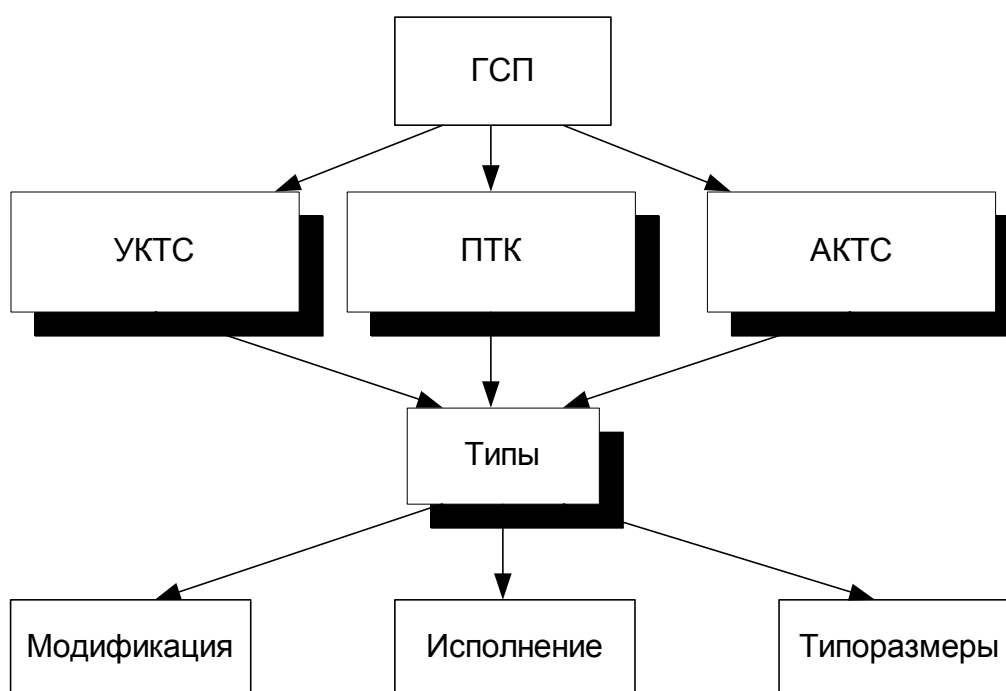 ГСП
УКТС
ПТК
АКТС
Типы
Модификация
Исполнение
Типоразмеры